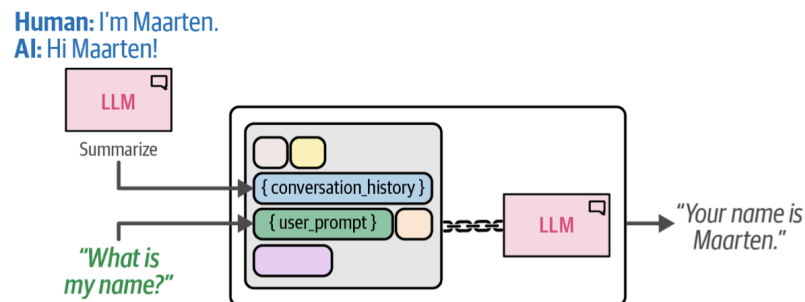 Human: I'm Maarten.
AI: Hi Maarten!
LLM
Summarize
{ conversation_history }
{ user_prompt }
"What is
my name?"
LLM
"Your name is
Maarten."